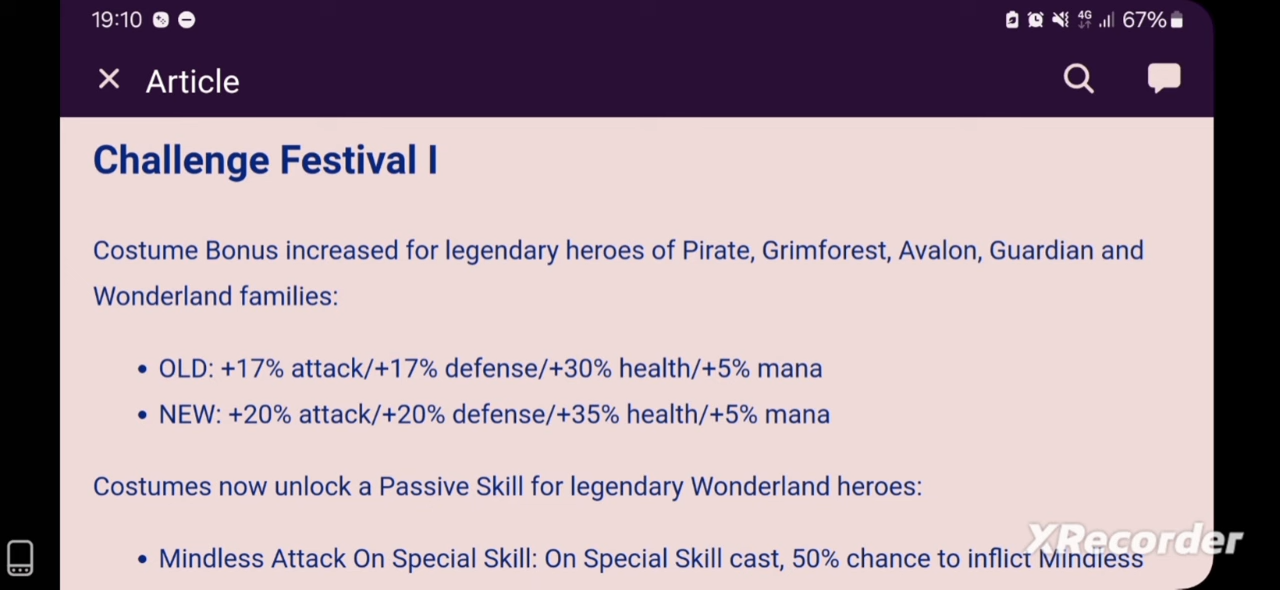 19:10
4G
67%
Article
Challenge Festival I
Costume Bonus increased for legendary heroes of Pirate, Grimforest, Avalon, Guardian and
Wonderland families:
• OLD: +17% attack/+17% defense/+30% health/+5% mana
• NEW: +20% attack/+20% defense/+35% health/+5% mana
Costumes now unlock a Passive Skill for legendary Wonderland heroes:
XRecorder
• Mindless Attack On Special Skill: On Special Skill cast, 50% chance to inflict Mindless